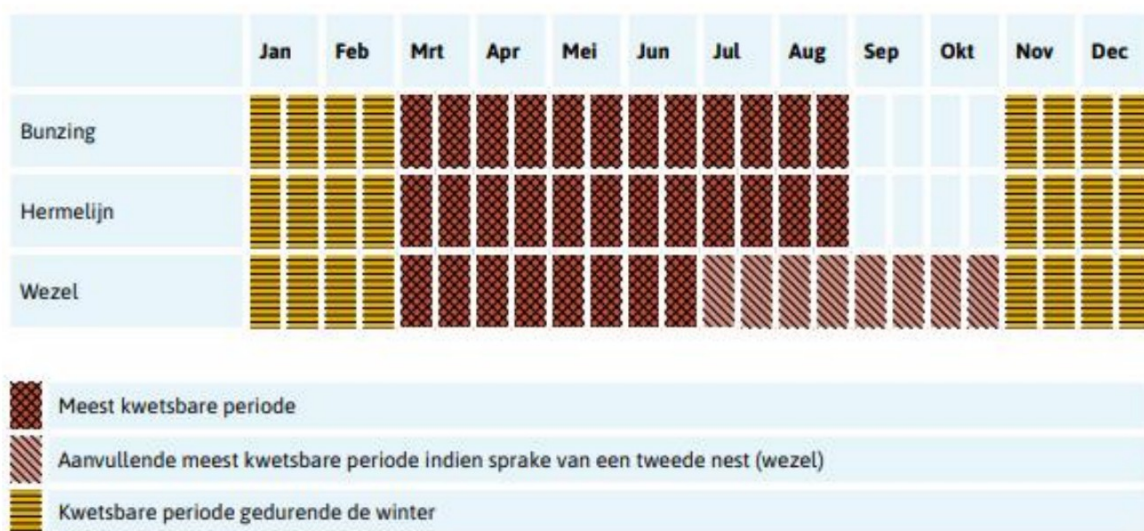 Jan Feb Mrt Apr Mei Jun Jul Aug Sep Okt Nov Dec
Bunzing
Hermelijn
Wezel
Meest kwetsbare periode
Aanvullende meest kwetsbare periode indien sprake van een tweede nest (wezel)
Kwetsbare periode gedurende de winter